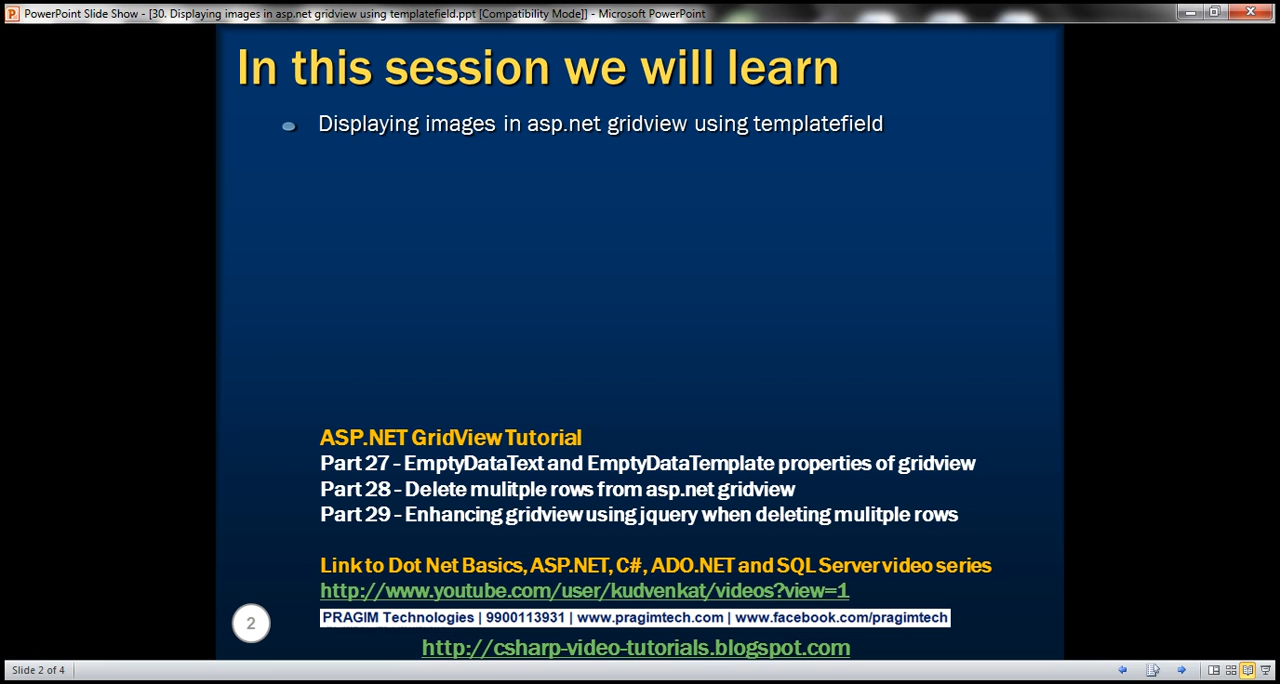 PowerPoint Slide Show - [30. Displaying images in asp.net gridview using templatefield.ppt [Compatibility Mode]] - Microsoft PowerPoint
In this session we will learn
Displaying images in asp.net gridview using templatefield
ASP.NET GridView Tutorial
Part 27 - EmptyDataText and EmptyDataTemplate properties of gridview
Part 28 - Delete mulitple rows from asp.net gridview
Part 29 - Enhancing gridview using jquery when deleting mulitple rows
Link to Dot Net Basics, ASP.NET, C#, ADO.NET and SQL Server video series
http://www.youtube.com/user/kudvenkat/videos?view=1
PRAGIM Technologies | 9900113931 | www.pragimtech.com | www.facebook.com/pragimtech
2
http://csharp-video-tutorials.blogspot.com
Slide 2 of 4